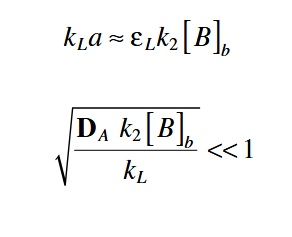 k_L a ≈ ε_L k_2 [B]_b
√(D_A k_2 [B]_b) / k_L << 1